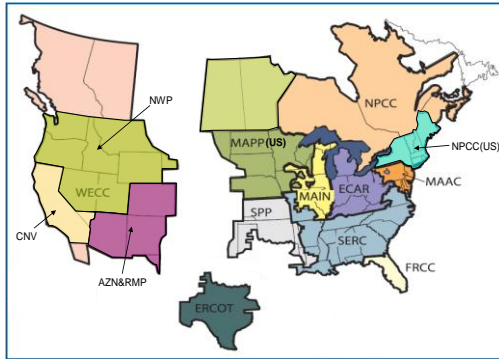 NWP
NPCC
MAPP(US)
NPCC(US)
WECC
MAIN
ECAR
MAAC
CNV
SPP
SERC
AZN&RMP
FRCC
ERCOT